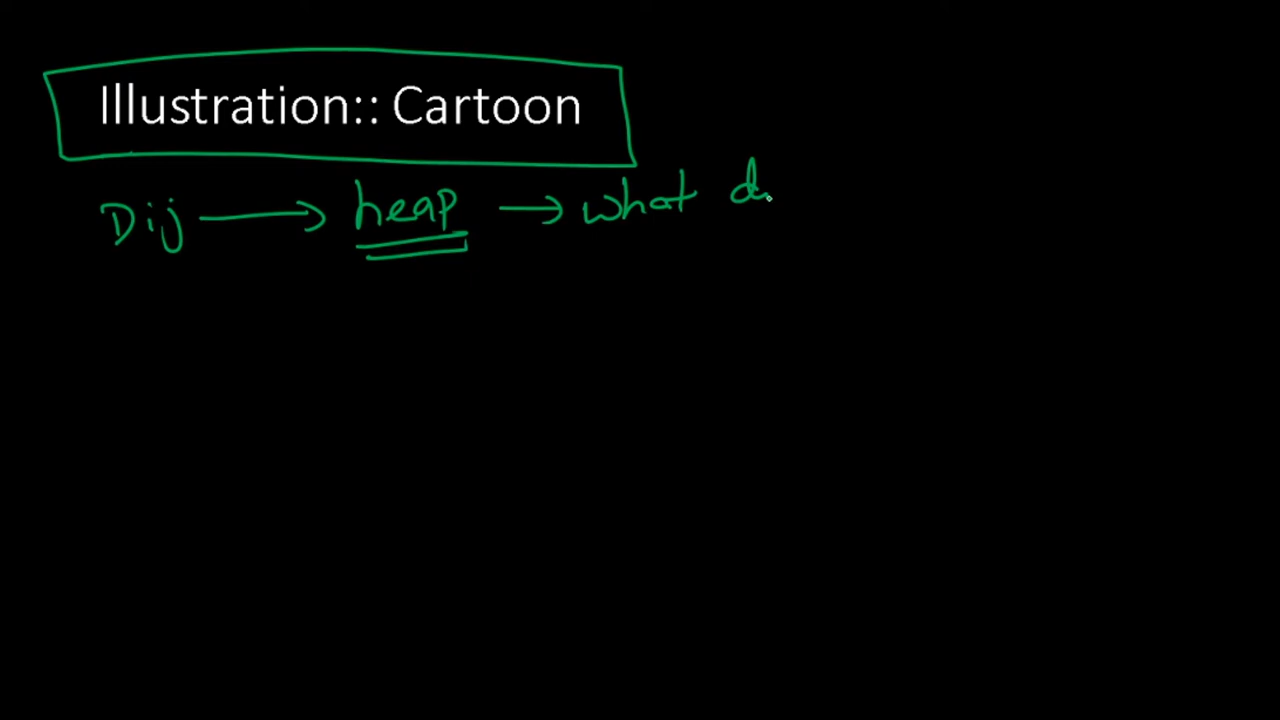 Illustration:: Cartoon
Dij → heap → what